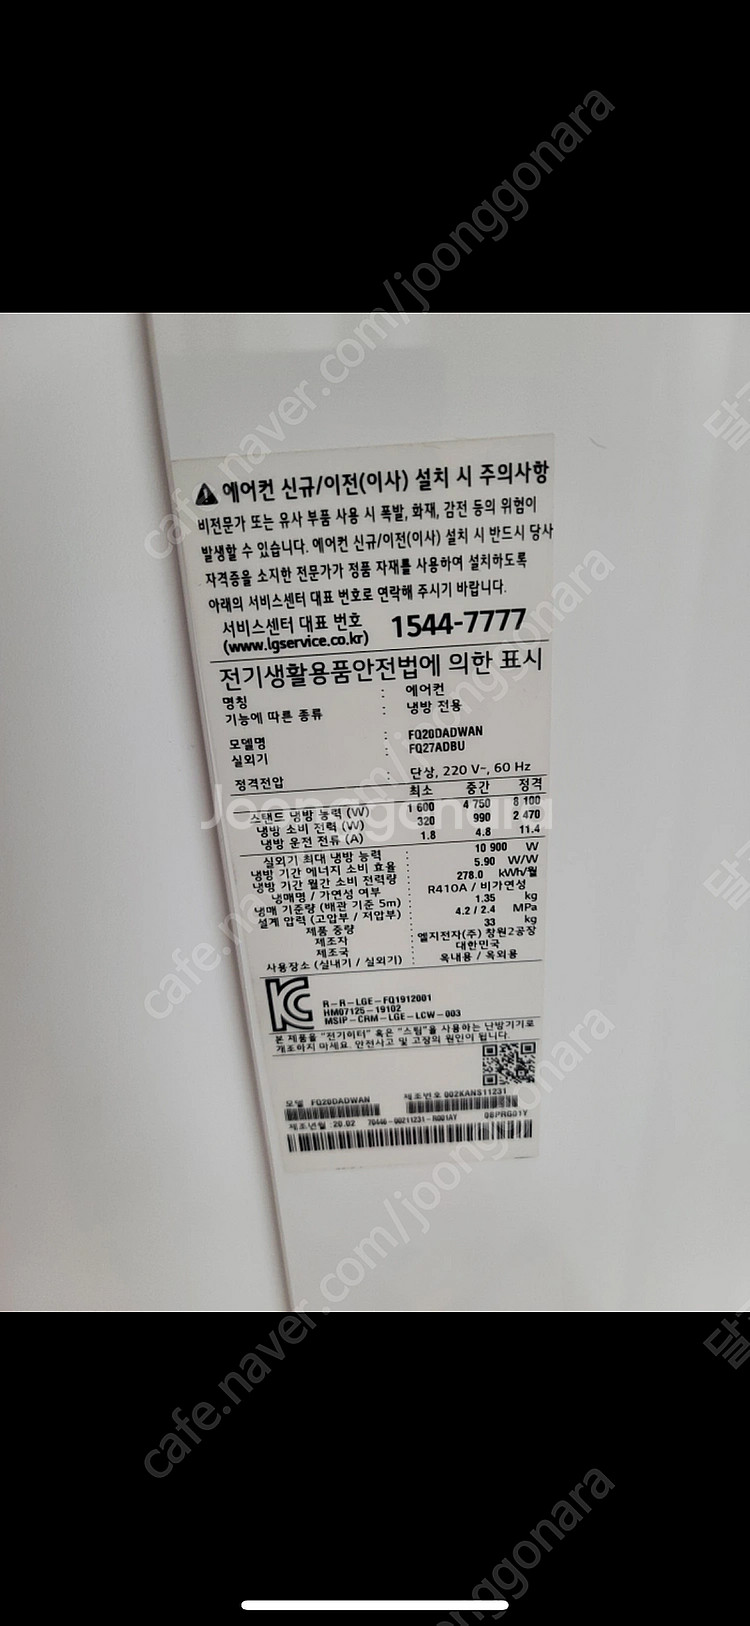 에어컨 신규/이전(이사) 설치 시 주의사항
비전문가 또는 유사 부품 사용 시 폭발, 화재, 감전 등의 위험이
발생할 수 있습니다. 에어컨 신규/이전(이사) 설치 시 반드시 당사
자격증을 소지한 전문가가 정품 자재를 사용하여 설치하도록
아래의 서비스센터 대표 번호로 연락해 주시기 바랍니다.
서비스센터 대표 번호 1544-7777
(www.lgservice.co.kr)
전기생활용품안전법에 의한 표시
명칭 : 에어컨
기능에 따른 종류 : 냉방 전용
모델명 : FQ20DADWAN
실외기 : FQ27ADBU
정격전압 : 단상, 220 V~, 60 Hz
최소 중간 정격
스탠드 냉방 능력 (W) 1 600 4 750 8 100
냉방 소비 전력 (W) 320 990 2 470
냉방 운전 전류 (A) 1.8 4.8 11.4
실외기 최대 냉방 능력 : 10 900 W
냉방 기간 에너지 소비 효율 : 5.90 W/W
냉방 기간 월간 소비 전력량 : 278.0 kWh/월
냉매명 / 가연성 여부 : R410A / 비가연성
냉매 기준량 (배관 기준 5m) : 1.35 kg
설계 압력 (고압부 / 저압부) : 4.2 / 2.4 MPa
제품 중량 : 33 kg
제조자 : 엘지전자(주) 창원2공장
제조국 : 대한민국
사용장소 (실내기 / 실외기) : 옥내용 / 옥외용
R-R-LGE-FQ1912001
HM07125-19102
MSIP-CRM-LGE-LCW-003
본 제품을 "전기히터" 혹은 "스팀"을 사용하는 난방기기로
개조하지 마세요. 안전사고 및 고장의 원인이 됩니다.
모델 FQ20DADWAN 제조번호 002KANS11231
제조년월 : 20.02 70446-00211231-R001AY 08PRG01Y
cafe.naver.com/joonggonara
cafe.naver.com/joonggonara
cafe.naver.com/joonggonara
Joonggonara